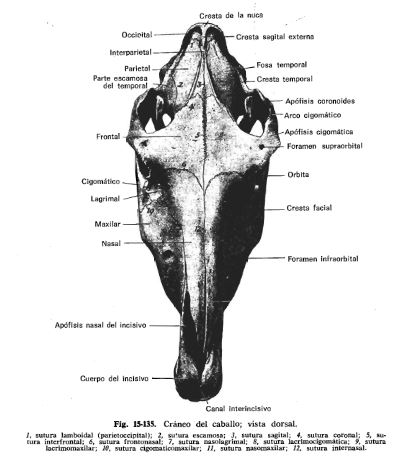 Cresta de la nuca
Occipital
Cresta sagital externa
Interparietal
Parietal
Fosa temporal
Parte escamosa
del temporal
Cresta temporal
Apófisis coronoides
Arco cigomático
Frontal
Apófisis cigomática
Foramen supraorbital
Orbita
Cigomático
Lagrimal
Cresta facial
Maxilar
Nasal
Foramen infraorbital
Apófisis nasal del incisivo
Cuerpo del incisivo
Canal interincisivo
Fig. 15-135. Cráneo del caballo; vista dorsal.
1, sutura lamboidal (parietoccipital); 2, sutura escamosa; 3, sutura sagital; 4, sutura coronal; 5, su-
tura interfrontal; 6, sutura frontonasal; 7, sutura nasolagrimal; 8, sutura lacrimocigomática; 9, sutura
lacrimomaxilar; 10, sutura cigomaticomaxilar; 11, sutura nasomaxilar; 12, sutura internasal.